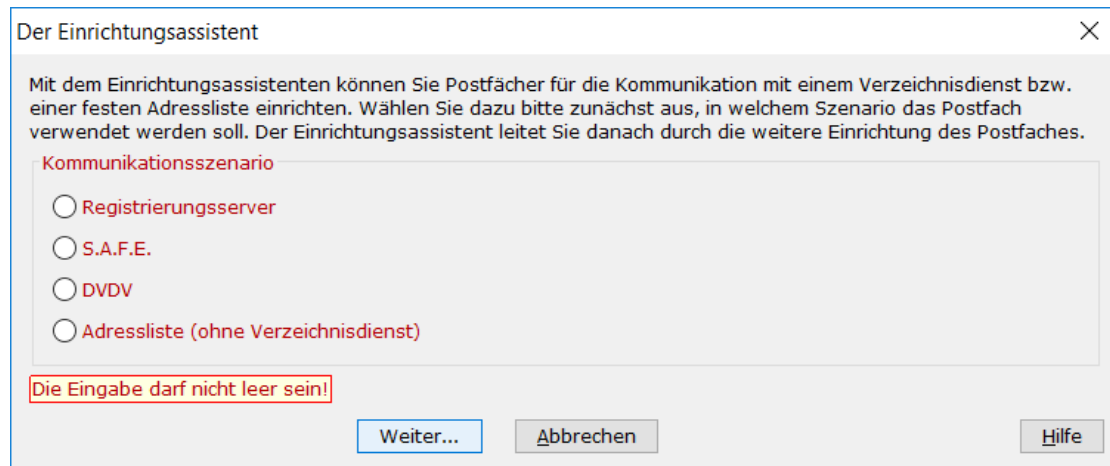 Der Einrichtungsassistent
Mit dem Einrichtungsassistenten können Sie Postfächer für die Kommunikation mit einem Verzeichnisdienst bzw.
einer festen Adressliste einrichten. Wählen Sie dazu bitte zunächst aus, in welchem Szenario das Postfach
verwendet werden soll. Der Einrichtungsassistent leitet Sie danach durch die weitere Einrichtung des Postfaches.
Kommunikationsszenario
Registrierungsserver
S.A.F.E.
DVDV
Adressliste (ohne Verzeichnisdienst)
Die Eingabe darf nicht leer sein!
Weiter... Abbrechen Hilfe